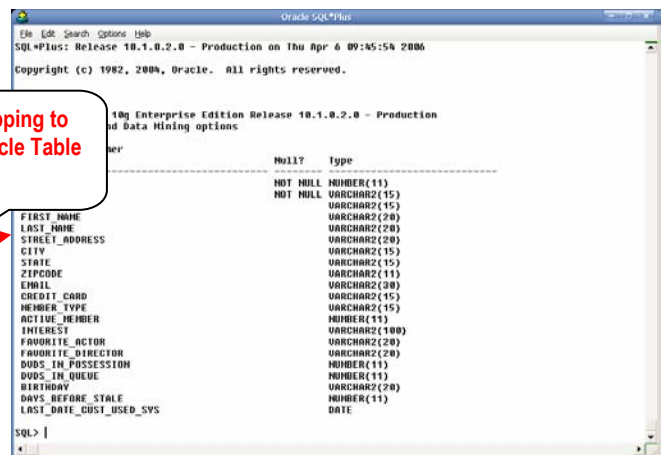 Oracle SQL*Plus
File Edit Search Options Help
SQL*Plus: Release 10.1.0.2.0 - Production on Thu Apr 6 09:45:54 2006
Copyright (c) 1982, 2004, Oracle. All rights reserved.
10g Enterprise Edition Release 10.1.0.2.0 - Production
nd Data Mining options
pping to
cle Table
mer
Null? Type
NOT NULL NUMBER(11)
NOT NULL VARCHAR2(15)
VARCHAR2(15)
FIRST_NAME VARCHAR2(20)
LAST_NAME VARCHAR2(20)
STREET_ADDRESS VARCHAR2(20)
CITY VARCHAR2(15)
STATE VARCHAR2(15)
ZIPCODE VARCHAR2(11)
EMAIL VARCHAR2(30)
CREDIT_CARD VARCHAR2(15)
MEMBER_TYPE VARCHAR2(15)
ACTIVE_MEMBER NUMBER(11)
INTEREST VARCHAR2(100)
FAVORITE_ACTOR VARCHAR2(20)
FAVORITE_DIRECTOR VARCHAR2(20)
DVDS_IN_POSSESSION NUMBER(11)
DVDS_IN_QUEUE NUMBER(11)
BIRTHDAY VARCHAR2(20)
DAYS_BEFORE_STALE NUMBER(11)
LAST_DATE_CUST_USED_SYS DATE
SQL>